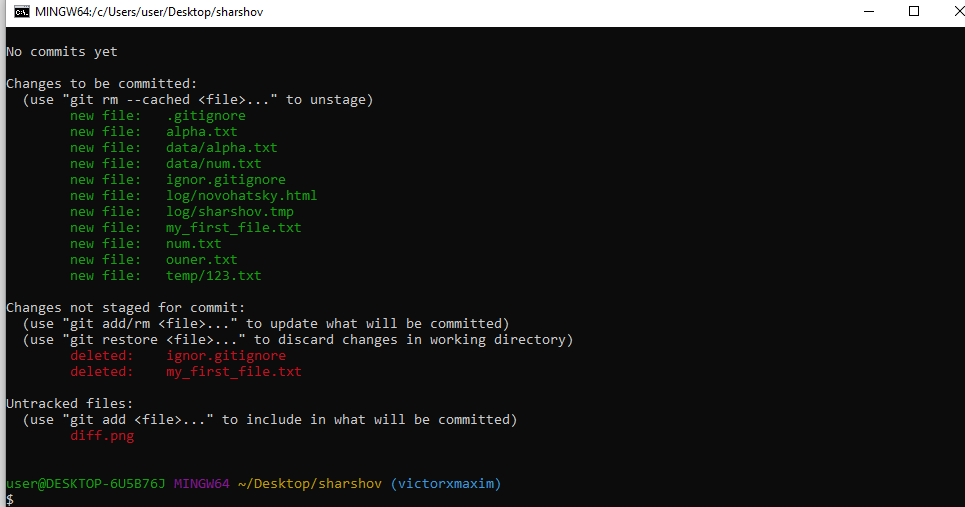 MINGW64:/c/Users/user/Desktop/sharshov
No commits yet
Changes to be committed:
(use "git rm --cached <file>..." to unstage)
new file: .gitignore
new file: alpha.txt
new file: data/alpha.txt
new file: data/num.txt
new file: ignor.gitignore
new file: log/novohatsky.html
new file: log/sharshov.tmp
new file: my_first_file.txt
new file: num.txt
new file: ouner.txt
new file: temp/123.txt
Changes not staged for commit:
(use "git add/rm <file>..." to update what will be committed)
(use "git restore <file>..." to discard changes in working directory)
deleted: ignor.gitignore
deleted: my_first_file.txt
Untracked files:
(use "git add <file>..." to include in what will be committed)
diff.png
user@DESKTOP-6U5B76J MINGW64 ~/Desktop/sharshov (victorxmaxim)
$